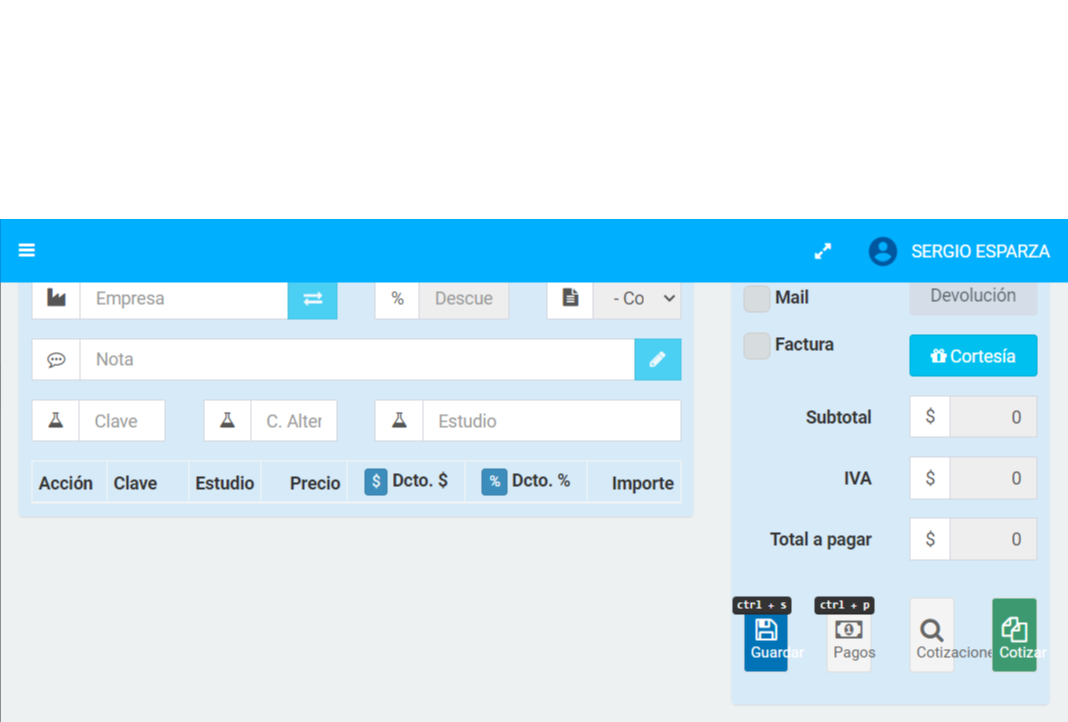 SERGIO ESPARZA
Empresa
% Descue
- Co
Mail
Devolución
Nota
Factura
Cortesía
Clave
C. Alter
Estudio
Subtotal $ 0
Acción Clave Estudio Precio $ Dcto. $ % Dcto. % Importe
IVA $ 0
Total a pagar $ 0
ctrl + s
ctrl + p
Guardar
Pagos
Cotizacione
Cotizar